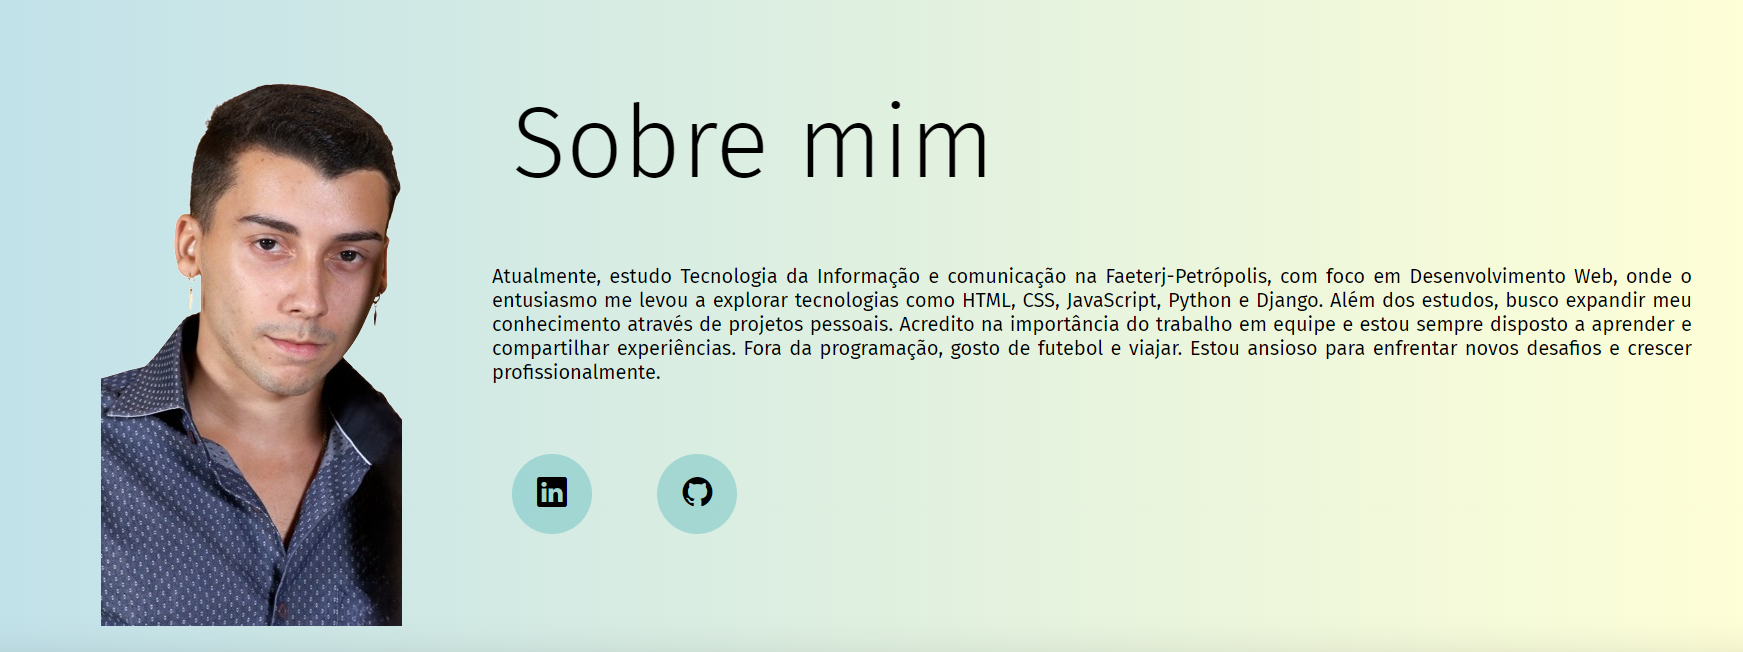 Sobre mim
Atualmente, estudo Tecnologia da Informação e comunicação na Faeterj-Petrópolis, com foco em Desenvolvimento Web, onde o
entusiasmo me levou a explorar tecnologias como HTML, CSS, JavaScript, Python e Django. Além dos estudos, busco expandir meu
conhecimento através de projetos pessoais. Acredito na importância do trabalho em equipe e estou sempre disposto a aprender e
compartilhar experiências. Fora da programação, gosto de futebol e viajar. Estou ansioso para enfrentar novos desafios e crescer
profissionalmente.
in